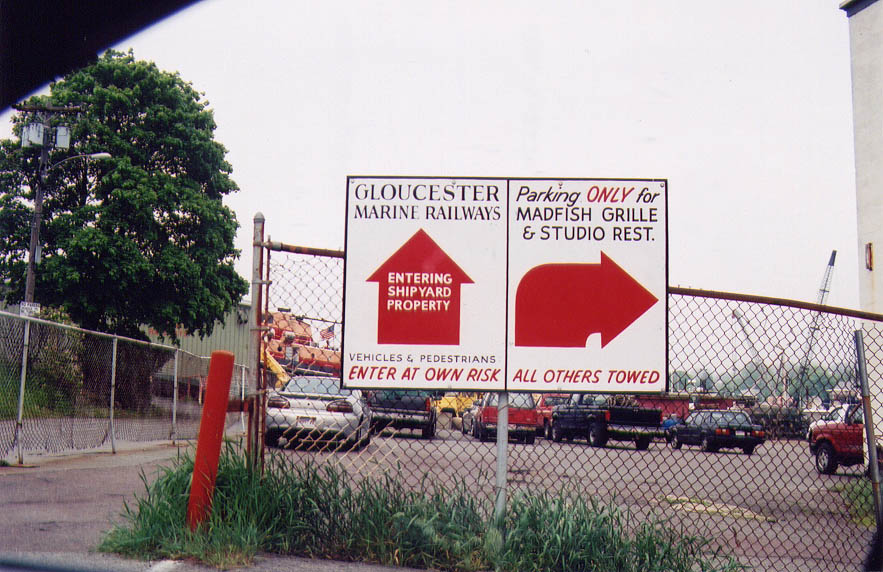 GLOUCESTER
MARINE RAILWAYS
ENTERING
SHIPYARD
PROPERTY
VEHICLES & PEDESTRIANS
ENTER AT OWN RISK
Parking ONLY for
MADFISH GRILLE
& STUDIO REST.
ALL OTHERS TOWED